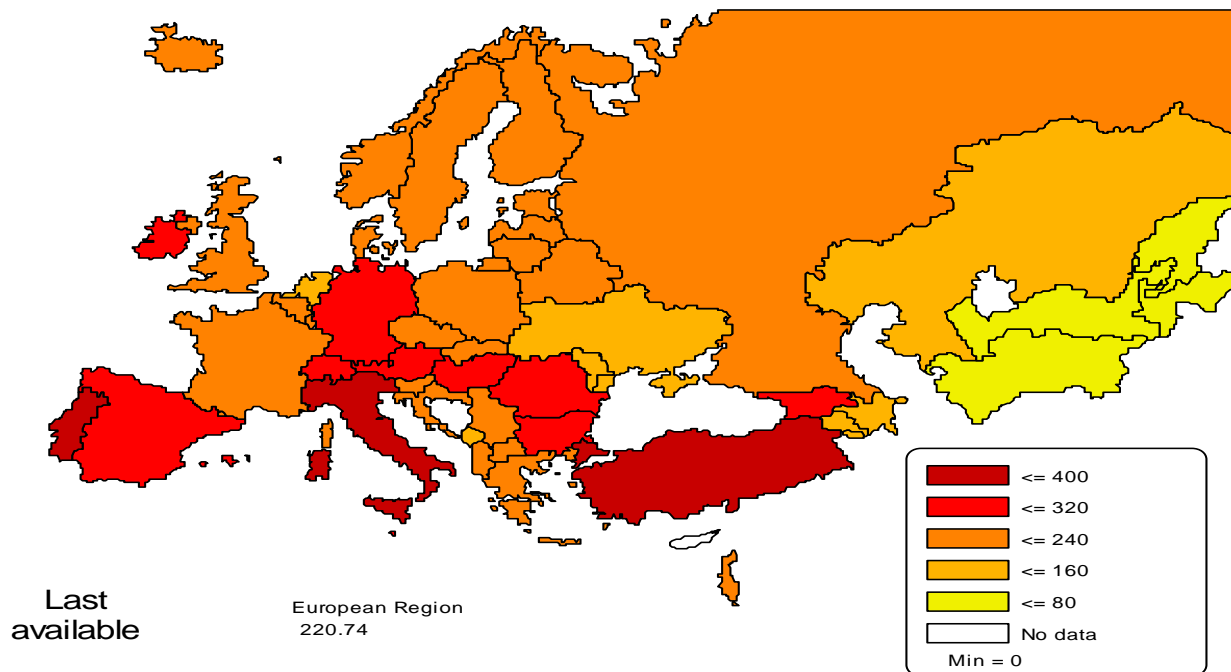 <= 400
<= 320
<= 240
<= 160
<= 80
No data
Min = 0
Last
available
European Region
220.74